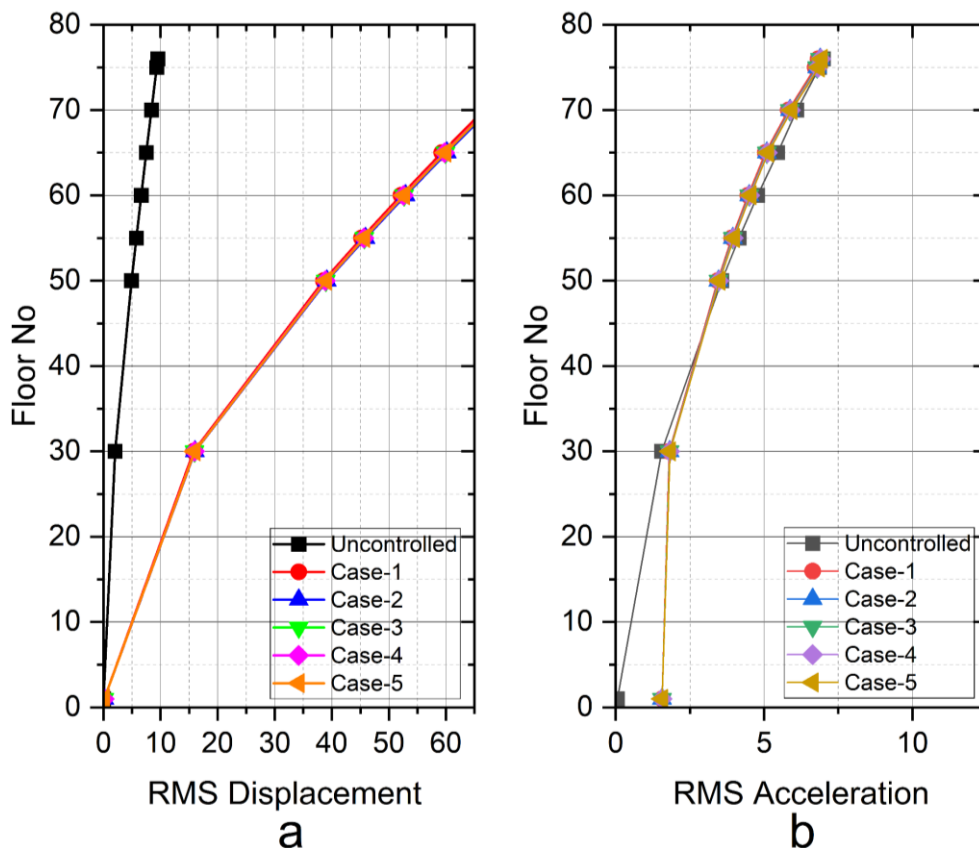 80
70
60
50
40
30
20
10
0
Floor No
Uncontrolled
Case-1
Case-2
Case-3
Case-4
Case-5
0 10 20 30 40 50 60
RMS Displacement
a
80
70
60
50
40
30
20
10
0
Floor No
Uncontrolled
Case-1
Case-2
Case-3
Case-4
Case-5
0 5 10
RMS Acceleration
b